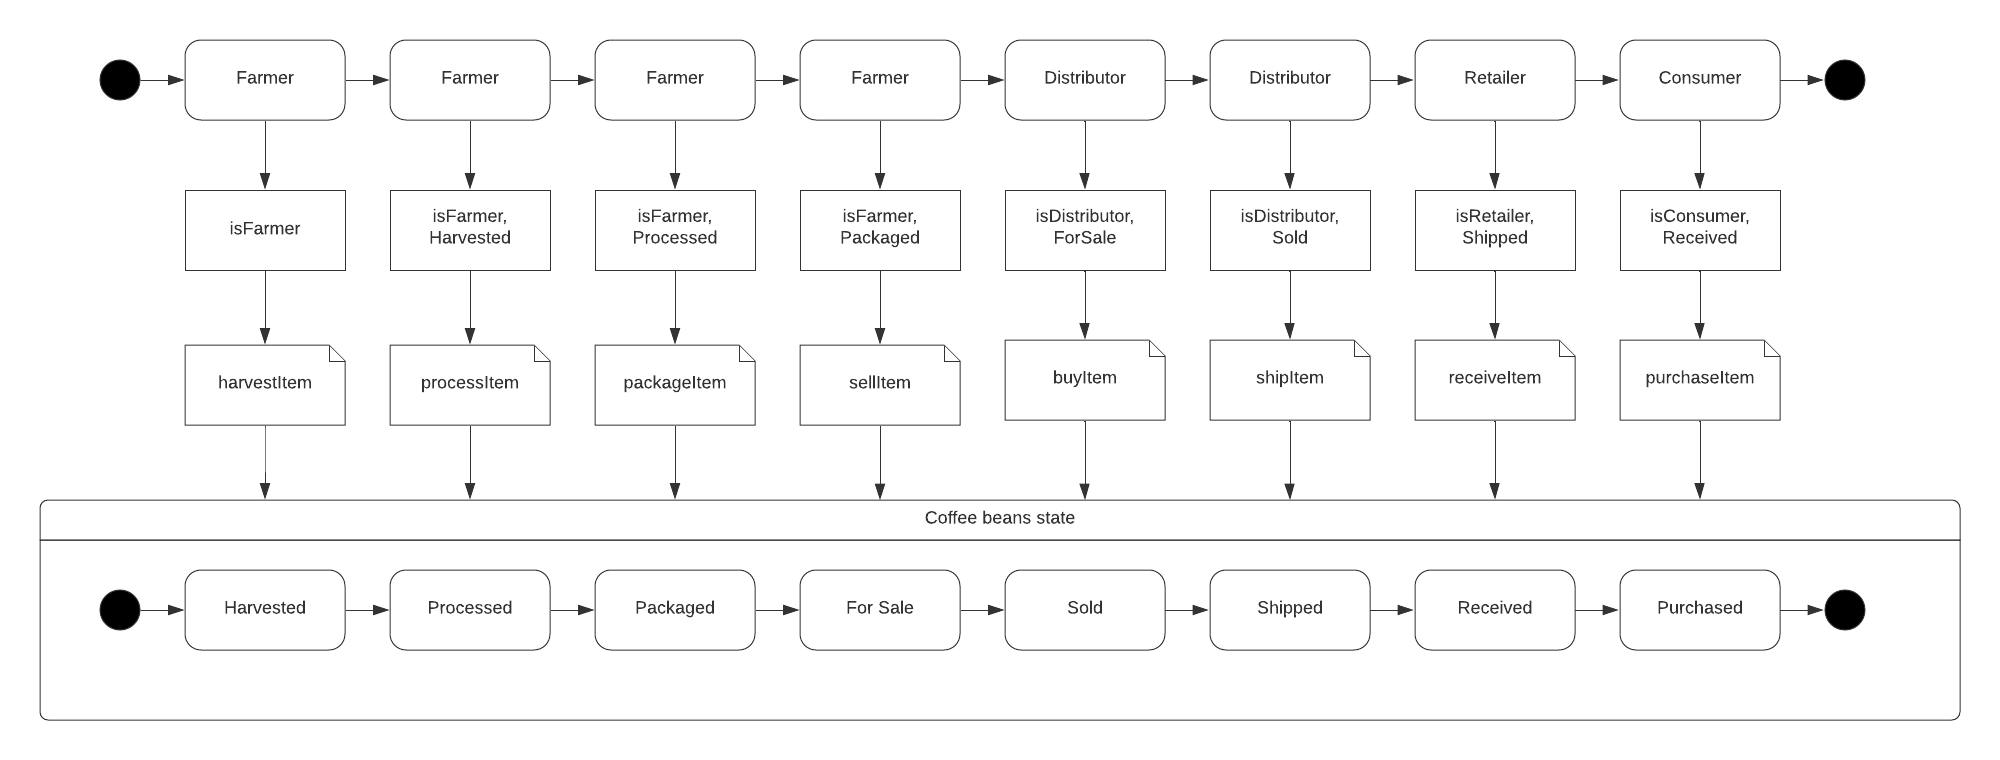 Farmer
Farmer
Farmer
Farmer
Distributor
Distributor
Retailer
Consumer
isFarmer
isFarmer,
Harvested
isFarmer,
Processed
isFarmer,
Packaged
isDistributor,
ForSale
isDistributor,
Sold
isRetailer,
Shipped
isConsumer,
Received
harvestItem
processItem
packageItem
sellItem
buyItem
shipItem
receiveItem
purchaseItem
Coffee beans state
Harvested
Processed
Packaged
For Sale
Sold
Shipped
Received
Purchased